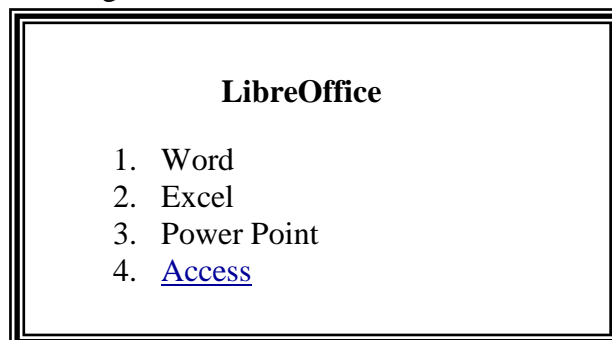 LibreOffice
1. Word
2. Excel
3. Power Point
4. Access